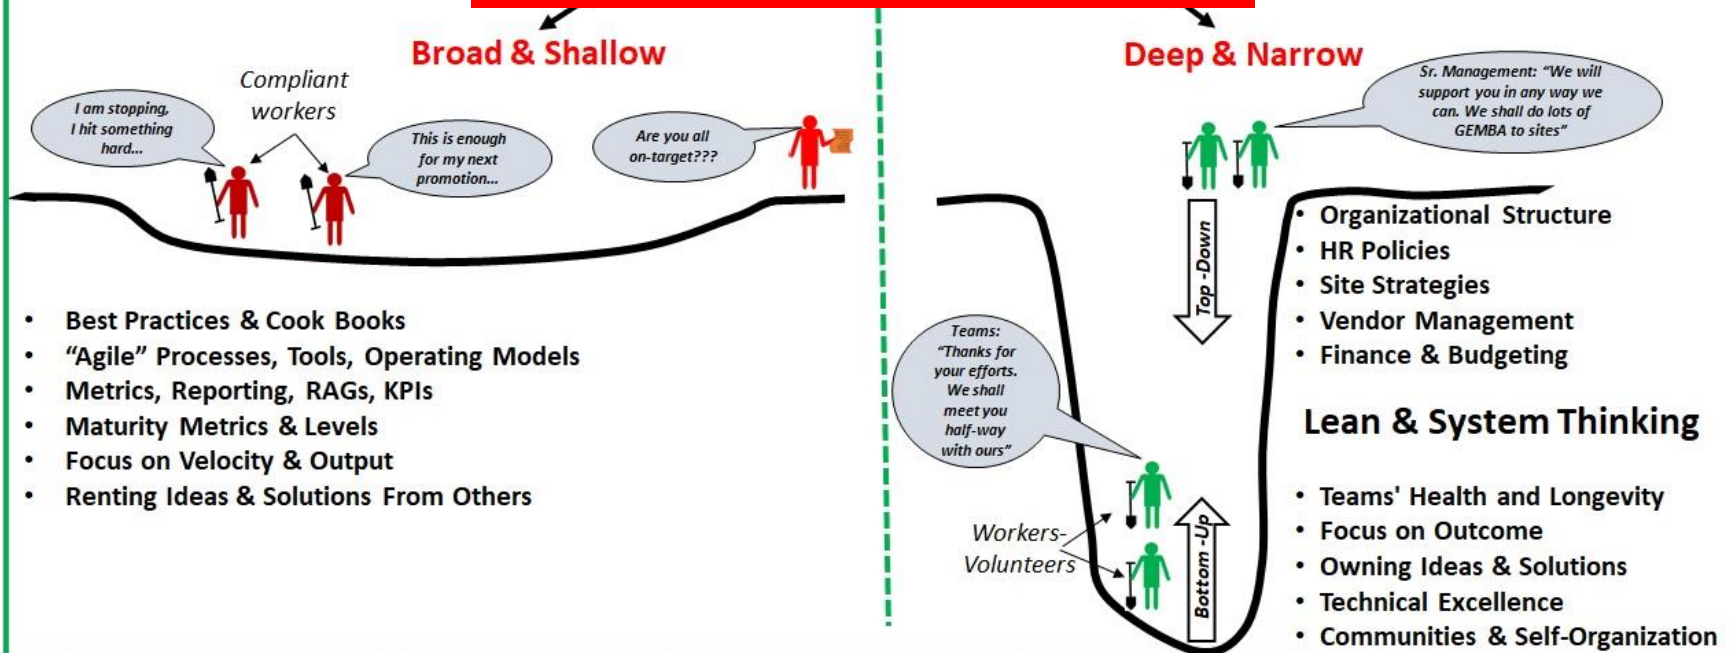 Broad & Shallow
Compliant
workers
I am stopping,
I hit something
hard...
This is enough
for my next
promotion...
Are you all
on-target???
• Best Practices & Cook Books
• “Agile” Processes, Tools, Operating Models
• Metrics, Reporting, RAGs, KPIs
• Maturity Metrics & Levels
• Focus on Velocity & Output
• Renting Ideas & Solutions From Others
Deep & Narrow
Sr. Management: “We will
support you in any way we
can. We shall do lots of
GEMBA to sites”
Top -Down
• Organizational Structure
• HR Policies
• Site Strategies
• Vendor Management
• Finance & Budgeting
Teams:
“Thanks for
your efforts.
We shall
meet you
half-way
with ours”
Lean & System Thinking
Workers-
Volunteers
Bottom -Up
• Teams' Health and Longevity
• Focus on Outcome
• Owning Ideas & Solutions
• Technical Excellence
• Communities & Self-Organization